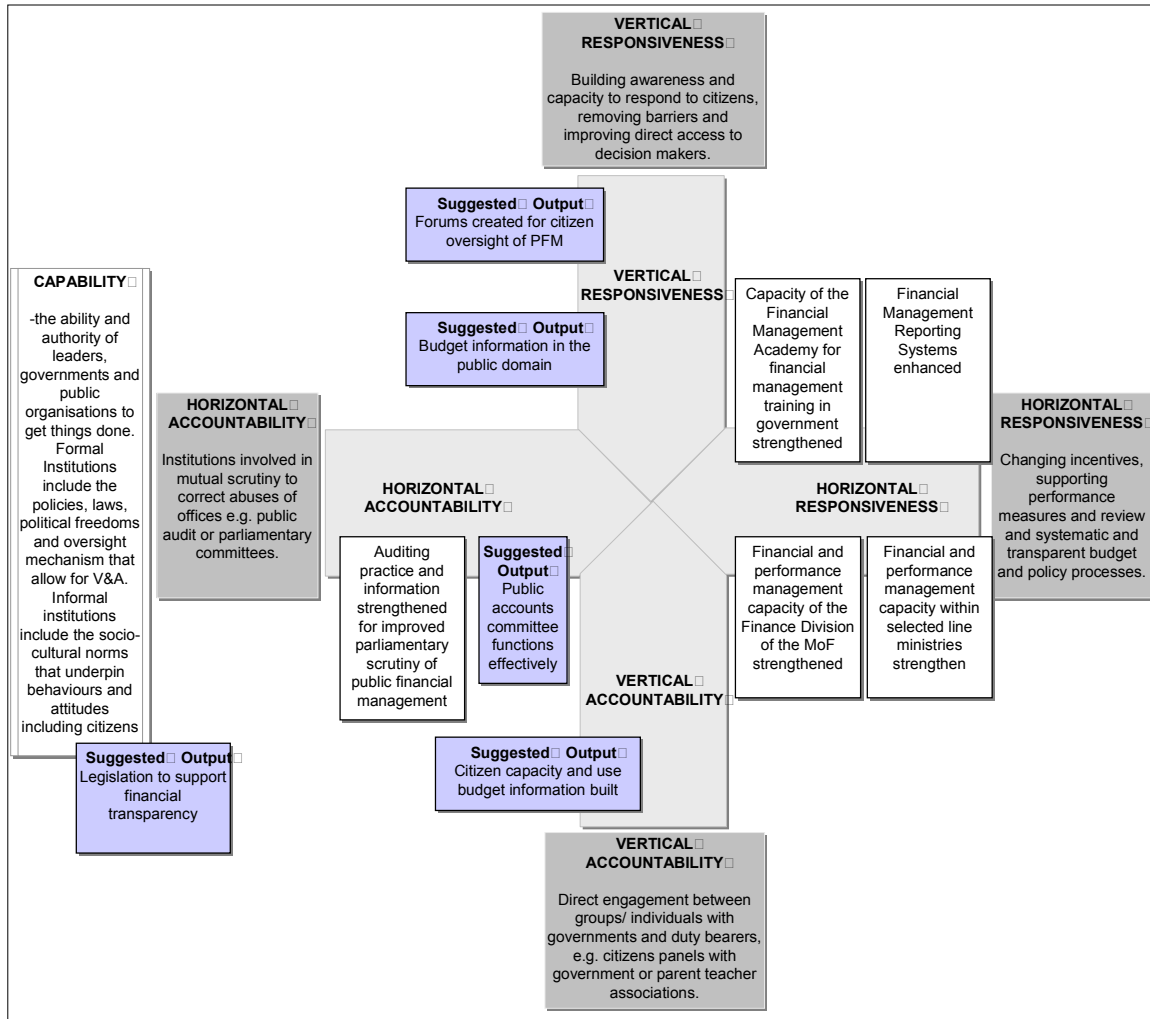 VERTICAL
RESPONSIVENESS
Building awareness and
capacity to respond to citizens,
removing barriers and
improving direct access to
decision makers.
Suggested Output
Forums created for citizen
oversight of PFM
VERTICAL
RESPONSIVENESS
Suggested Output
Budget information in the
public domain
CAPABILITY
-the ability and
authority of
leaders,
governments and
public
organisations to
get things done.
Formal
Institutions
include the
policies, laws,
political freedoms
and oversight
mechanism that
allow for V&A.
Informal
institutions
include the socio-
cultural norms
that underpin
behaviours and
attitudes
including citizens
Suggested Output
Legislation to support
financial
transparency
HORIZONTAL
ACCOUNTABILITY
Institutions involved in
mutual scrutiny to
correct abuses of
offices e.g. public
audit or parliamentary
committees.
HORIZONTAL
ACCOUNTABILITY
Auditing
practice and
information
strengthened
for improved
parliamentary
scrutiny of
public financial
management
Suggested
Output
Public
accounts
committee
functions
effectively
Capacity of the
Financial
Management
Academy for
financial
management
training in
government
strengthened
Financial
Management
Reporting
Systems
enhanced
HORIZONTAL
RESPONSIVENESS
Financial and
performance
management
capacity of the
Finance Division
of the MoF
strengthened
Financial and
performance
management
capacity within
selected line
ministries
strengthen
HORIZONTAL
RESPONSIVENESS
Changing incentives,
supporting
performance
measures and review
and systematic and
transparent budget
and policy processes.
VERTICAL
ACCOUNTABILITY
Suggested Output
Citizen capacity and use
budget information built
VERTICAL
ACCOUNTABILITY
Direct engagement between
groups/ individuals with
governments and duty bearers,
e.g. citizens panels with
government or parent teacher
associations.